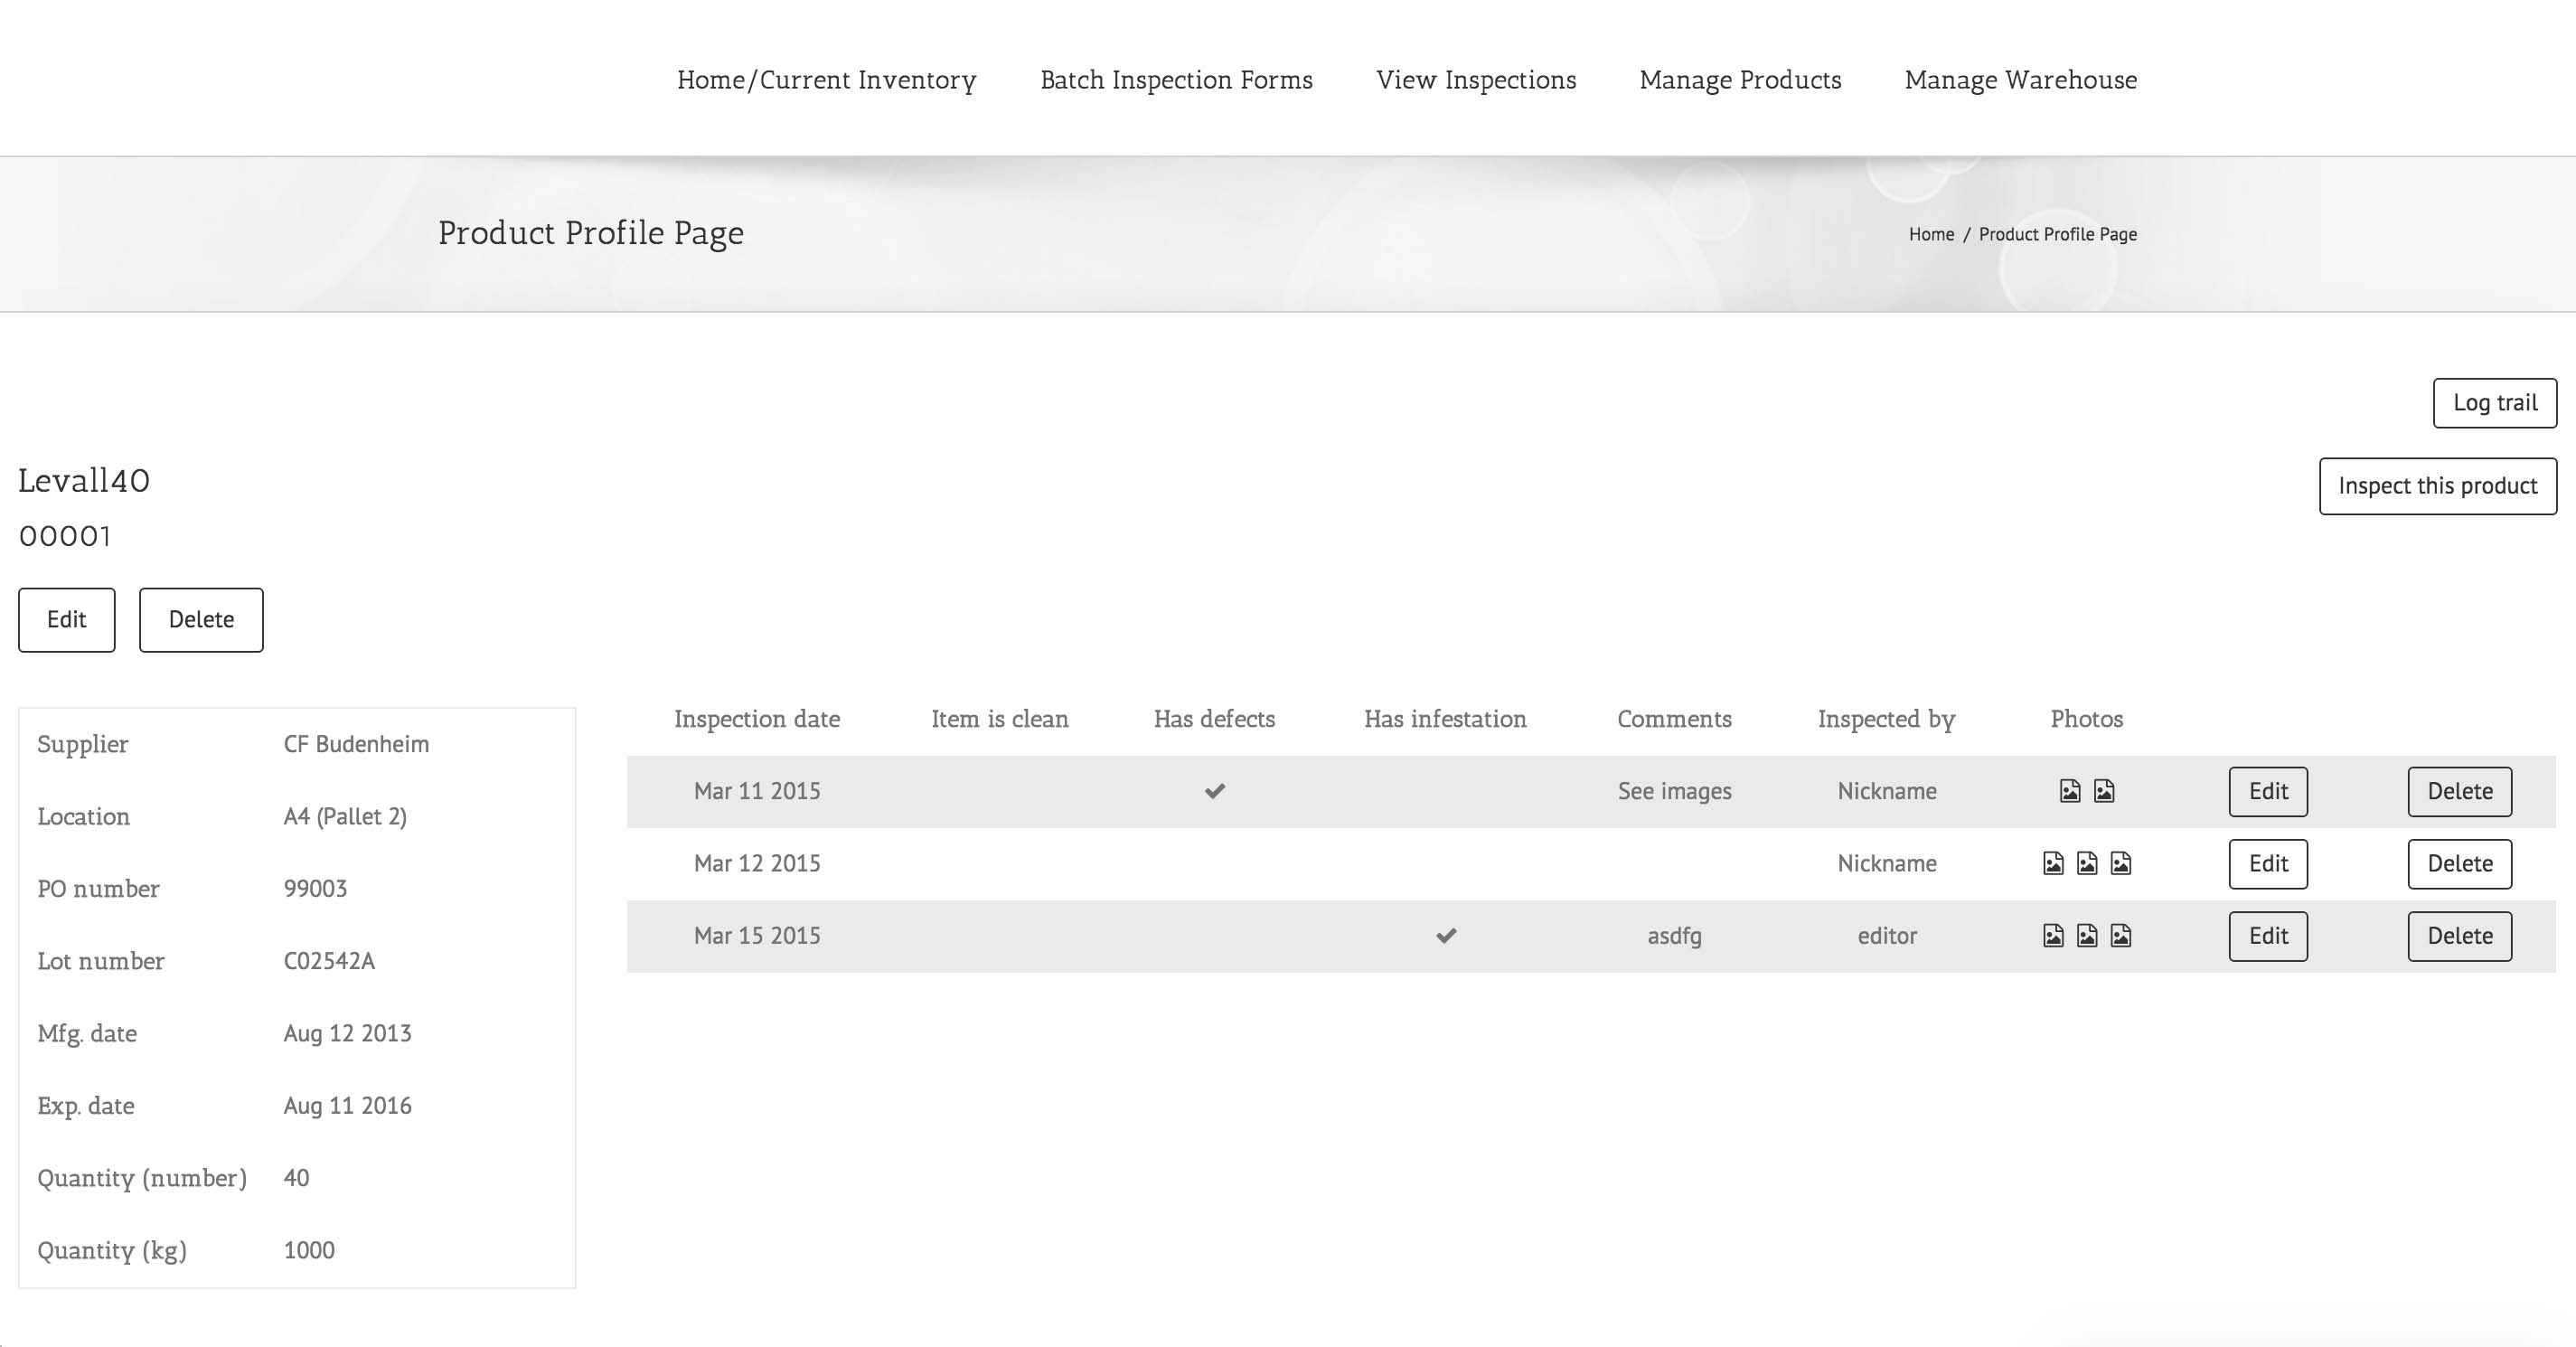 Home/Current Inventory Batch Inspection Forms View Inspections Manage Products Manage Warehouse
Product Profile Page
Home / Product Profile Page
Log trail
Levall40
Inspect this product
00001
Edit Delete
Supplier CF Budenheim
Location A4 (Pallet 2)
PO number 99003
Lot number C02542A
Mfg. date Aug 12 2013
Exp. date Aug 11 2016
Quantity (number) 40
Quantity (kg) 1000
Inspection date Item is clean Has defects Has infestation Comments Inspected by Photos
Mar 11 2015 ✔ See images Nickname Edit Delete
Mar 12 2015 Nickname Edit Delete
Mar 15 2015 ✔ asdfg editor Edit Delete